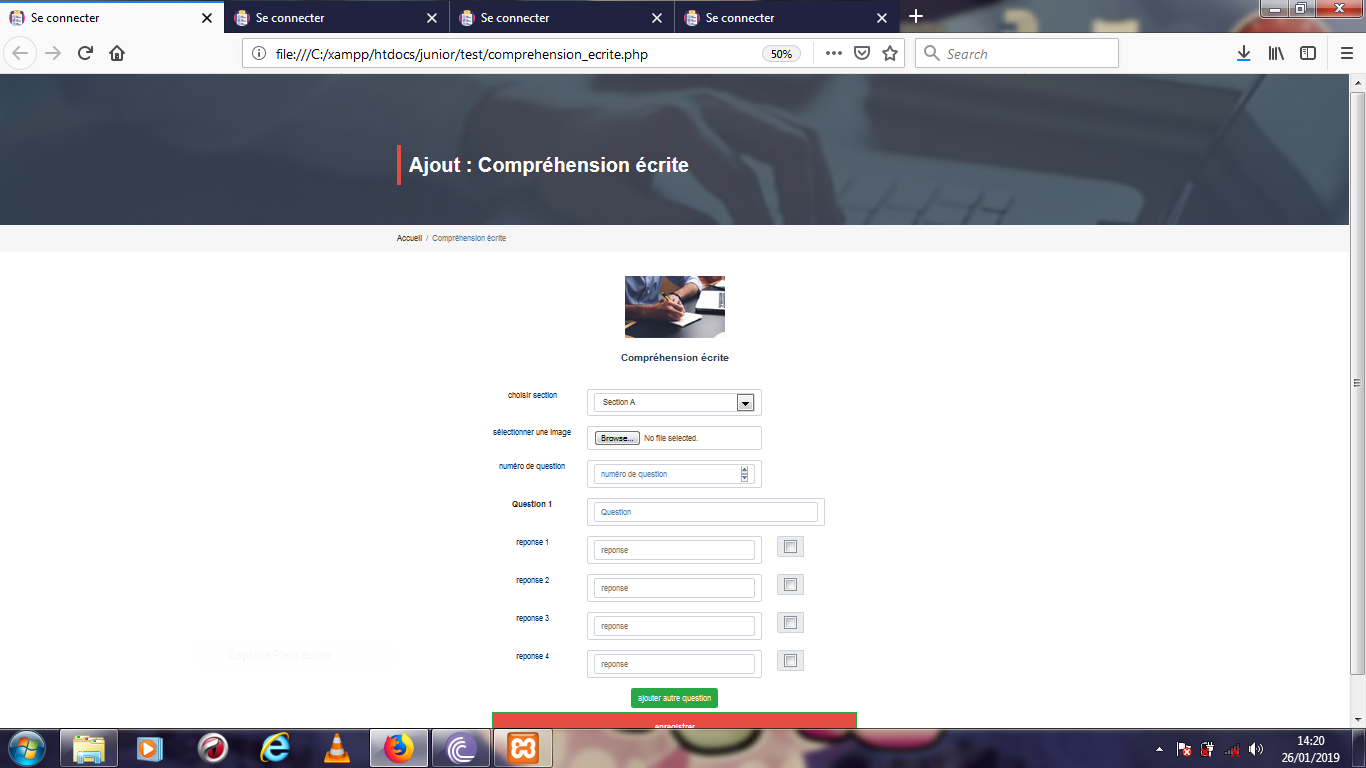 Se connecter
Se connecter
Se connecter
Se connecter
file:///C:/xampp/htdocs/junior/test/comprehension_ecrite.php
50%
Search
Ajout : Compréhension écrite
Accueil / Compréhension écrite
Compréhension écrite
choisir section
Section A
sélectionner une image
Browse... No file selected.
numéro de question
numéro de question
Question 1
Question
reponse 1
reponse
reponse 2
reponse
reponse 3
reponse
reponse 4
reponse
Capture Plein écran
ajouter autre question
enregistrer
14:20
26/01/2019